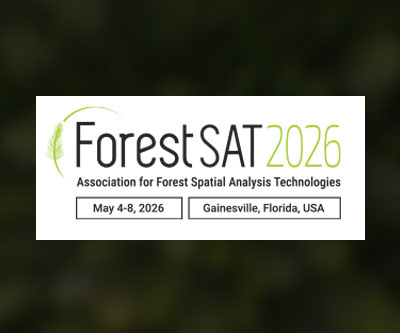 ForestSAT2026
Association for Forest Spatial Analysis Technologies
May 4-8, 2026
Gainesville, Florida, USA